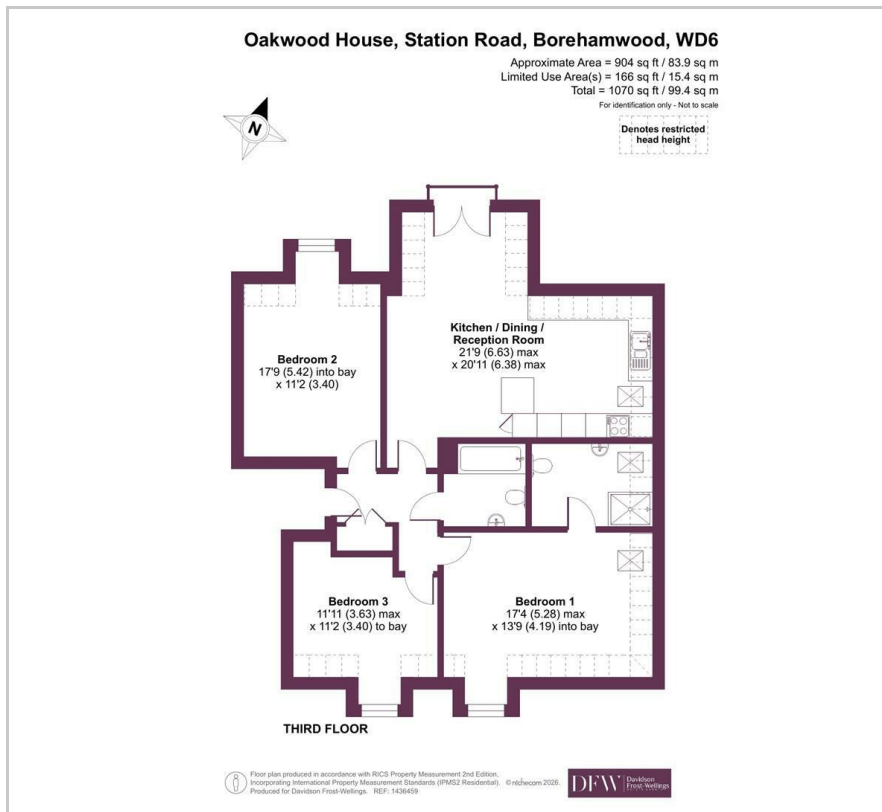 Oakwood House, Station Road, Borehamwood, WD6
Approximate Area = 904 sq ft / 83.9 sq m
Limited Use Area(s) = 166 sq ft / 15.4 sq m
Total = 1070 sq ft / 99.4 sq m
For identification only - Not to scale
Denotes restricted
head height
N
Kitchen / Dining /
Reception Room
21'9 (6.63) max
x 20'11 (6.38) max
Bedroom 2
17'9 (5.42) into bay
x 11'2 (3.40)
Bedroom 3
11'11 (3.63) max
x 11'2 (3.40) to bay
Bedroom 1
17'4 (5.28) max
x 13'9 (4.19) into bay
THIRD FLOOR
Floor plan produced in accordance with RICS Property Measurement 2nd Edition,
Incorporating International Property Measurement Standards (IPMS2 Residential). © nichecom 2026.
Produced for Davidson Frost-Wellings. REF: 1436459
DFW
Davidson
Frost-Wellings